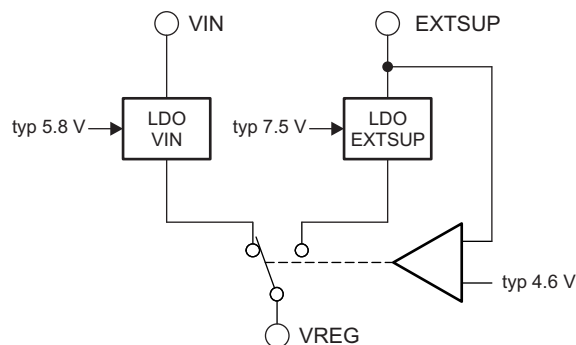 VIN
EXTSUP
typ 5.8 V
LDO
VIN
typ 7.5 V
LDO
EXTSUP
typ 4.6 V
VREG